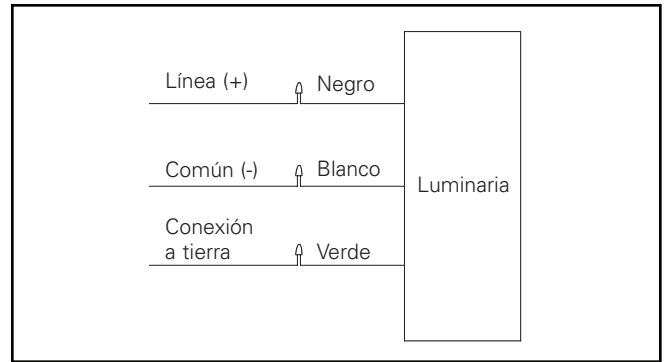 Línea (+) Negro
Común (-) Blanco
Luminaria
Conexión
a tierra Verde